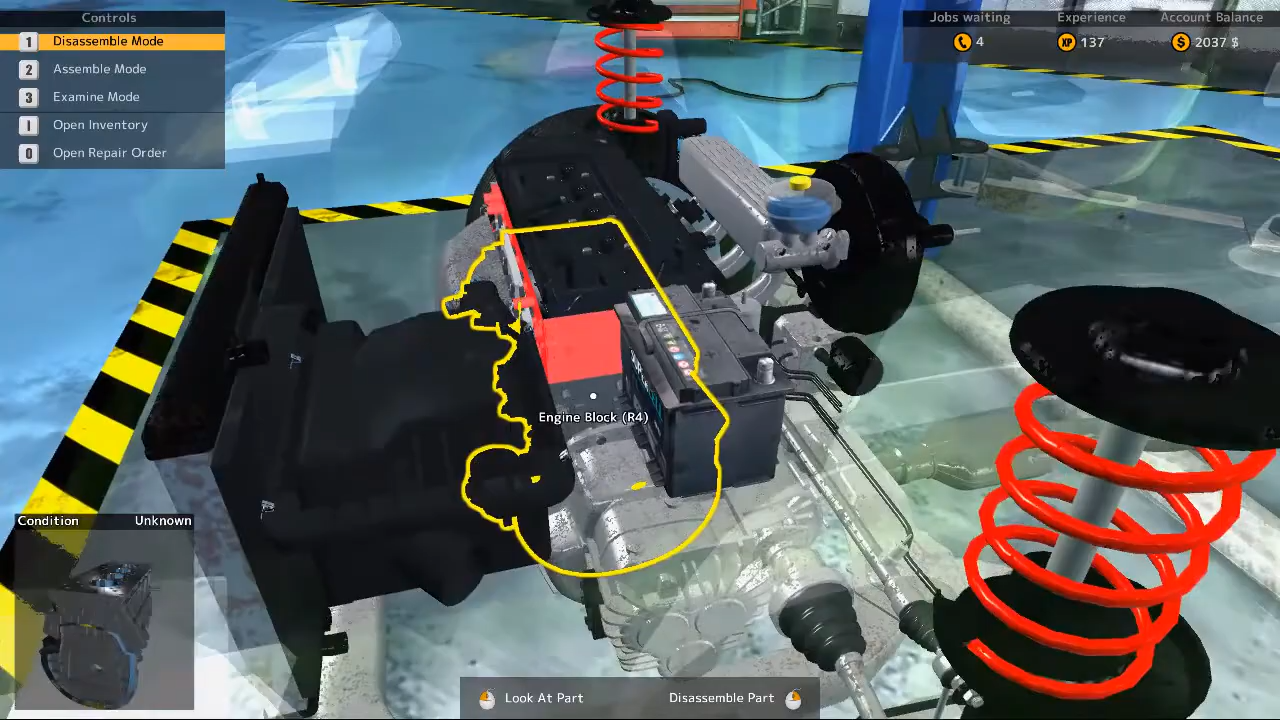 Controls
1 Disassemble Mode
2 Assemble Mode
3 Examine Mode
I Open Inventory
O Open Repair Order
Jobs waiting Experience Account Balance
4 XP 137 $ 2037 $
Engine Block (R4)
Condition Unknown
Look At Part Disassemble Part